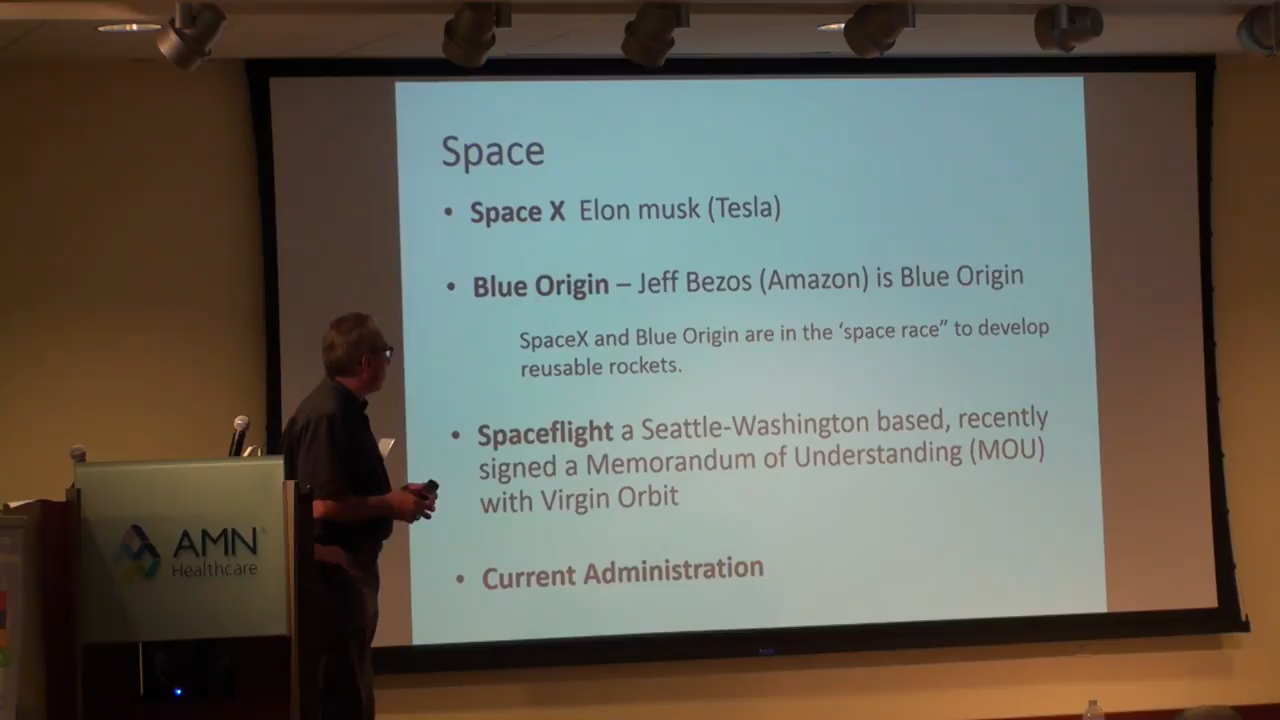 Space
• Space X Elon musk (Tesla)
• Blue Origin – Jeff Bezos (Amazon) is Blue Origin
SpaceX and Blue Origin are in the ‘space race” to develop
reusable rockets.
• Spaceflight a Seattle-Washington based, recently
signed a Memorandum of Understanding (MOU)
with Virgin Orbit
• Current Administration
AMN
Healthcare